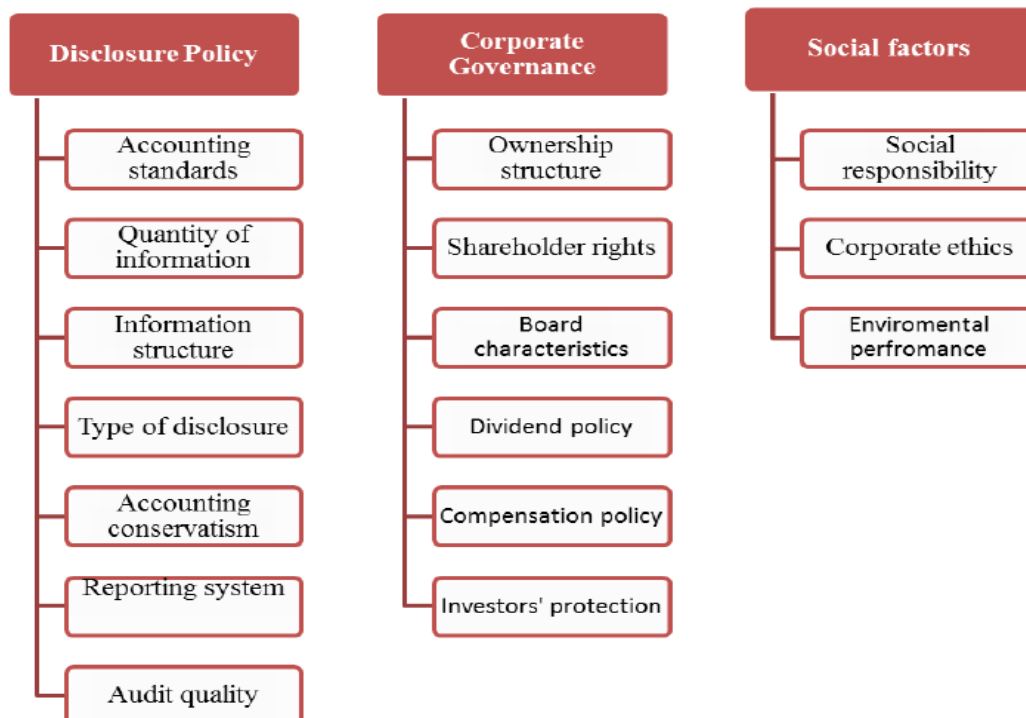 Disclosure Policy
Accounting
standards
Quantity of
information
Information
structure
Type of disclosure
Accounting
conservatism
Reporting system
Audit quality
Corporate
Governance
Ownership
structure
Shareholder rights
Board
characteristics
Dividend policy
Compensation policy
Investors' protection
Social factors
Social
responsibility
Corporate ethics
Enviromental
perfromance